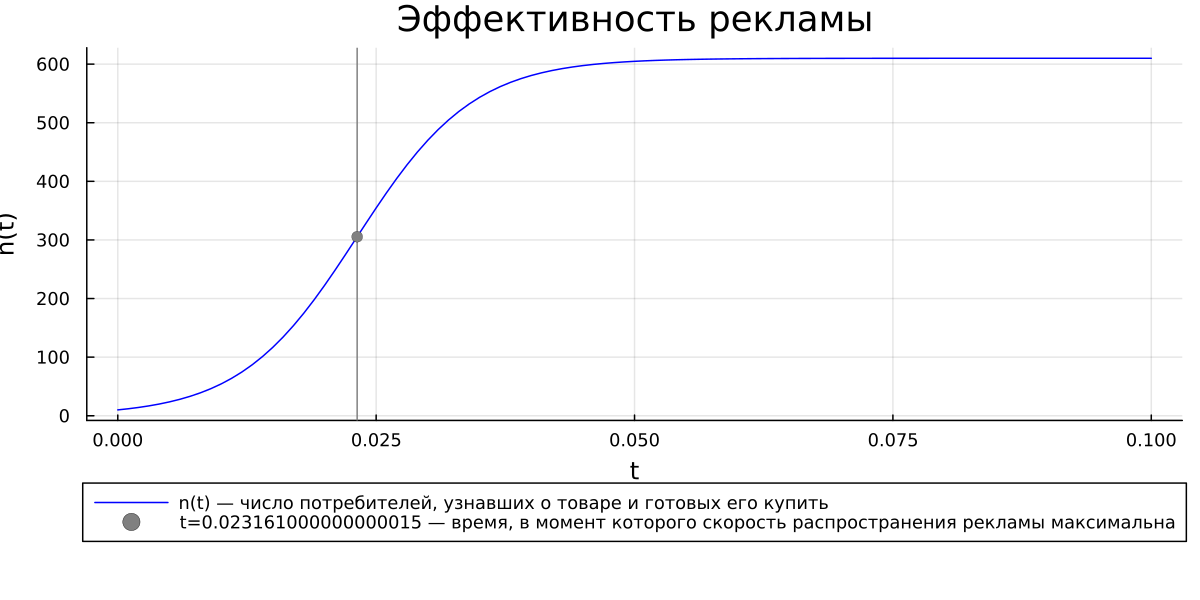 Эффективность рекламы
600
500
400
300
200
100
0
n(t)
0.000 0.025 0.050 0.075 0.100
t
n(t) — число потребителей, узнавших о товаре и готовых его купить
t=0.023161000000000015 — время, в момент которого скорость распространения рекламы максимальна